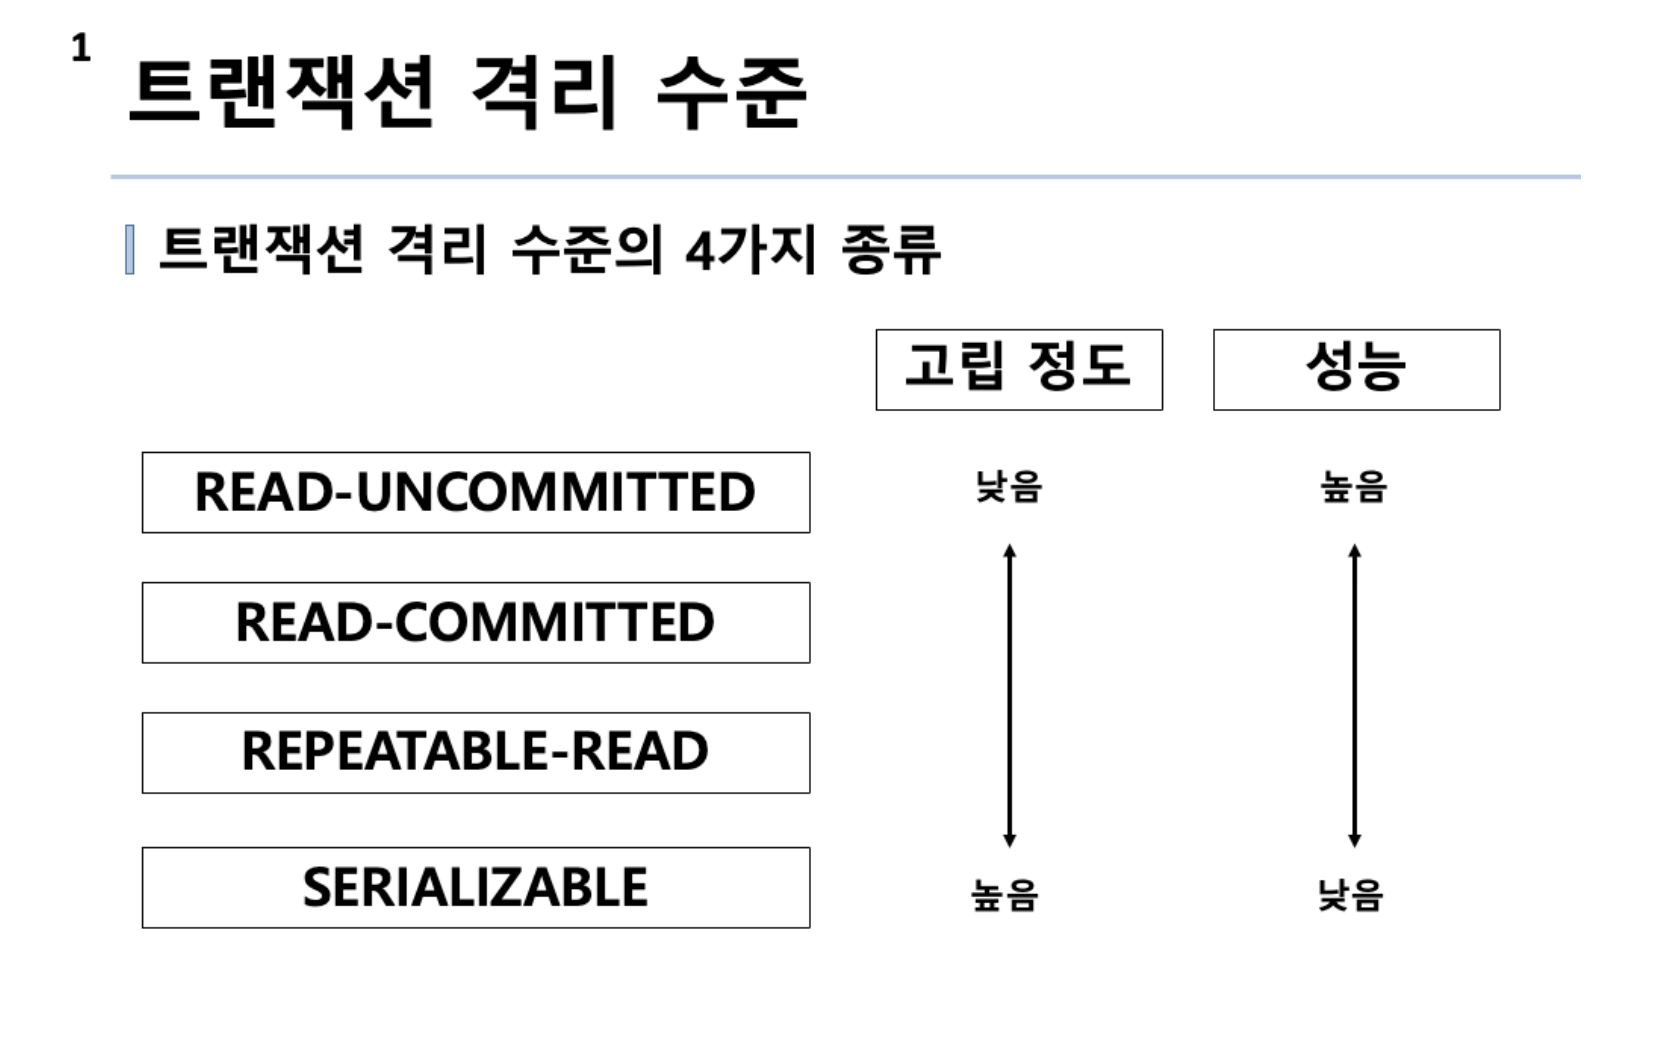 1
트랜잭션 격리 수준
트랜잭션 격리 수준의 4가지 종류
고립 정도 성능
READ-UNCOMMITTED 낮음 높음
READ-COMMITTED
REPEATABLE-READ
SERIALIZABLE 높음 낮음